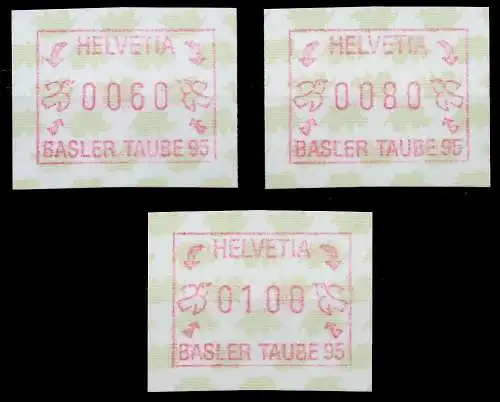 HELVETIA
0060
BASLER TAUBE 95
HELVETIA
0080
BASLER TAUBE 95
HELVETIA
0100
BASLER TAUBE 95